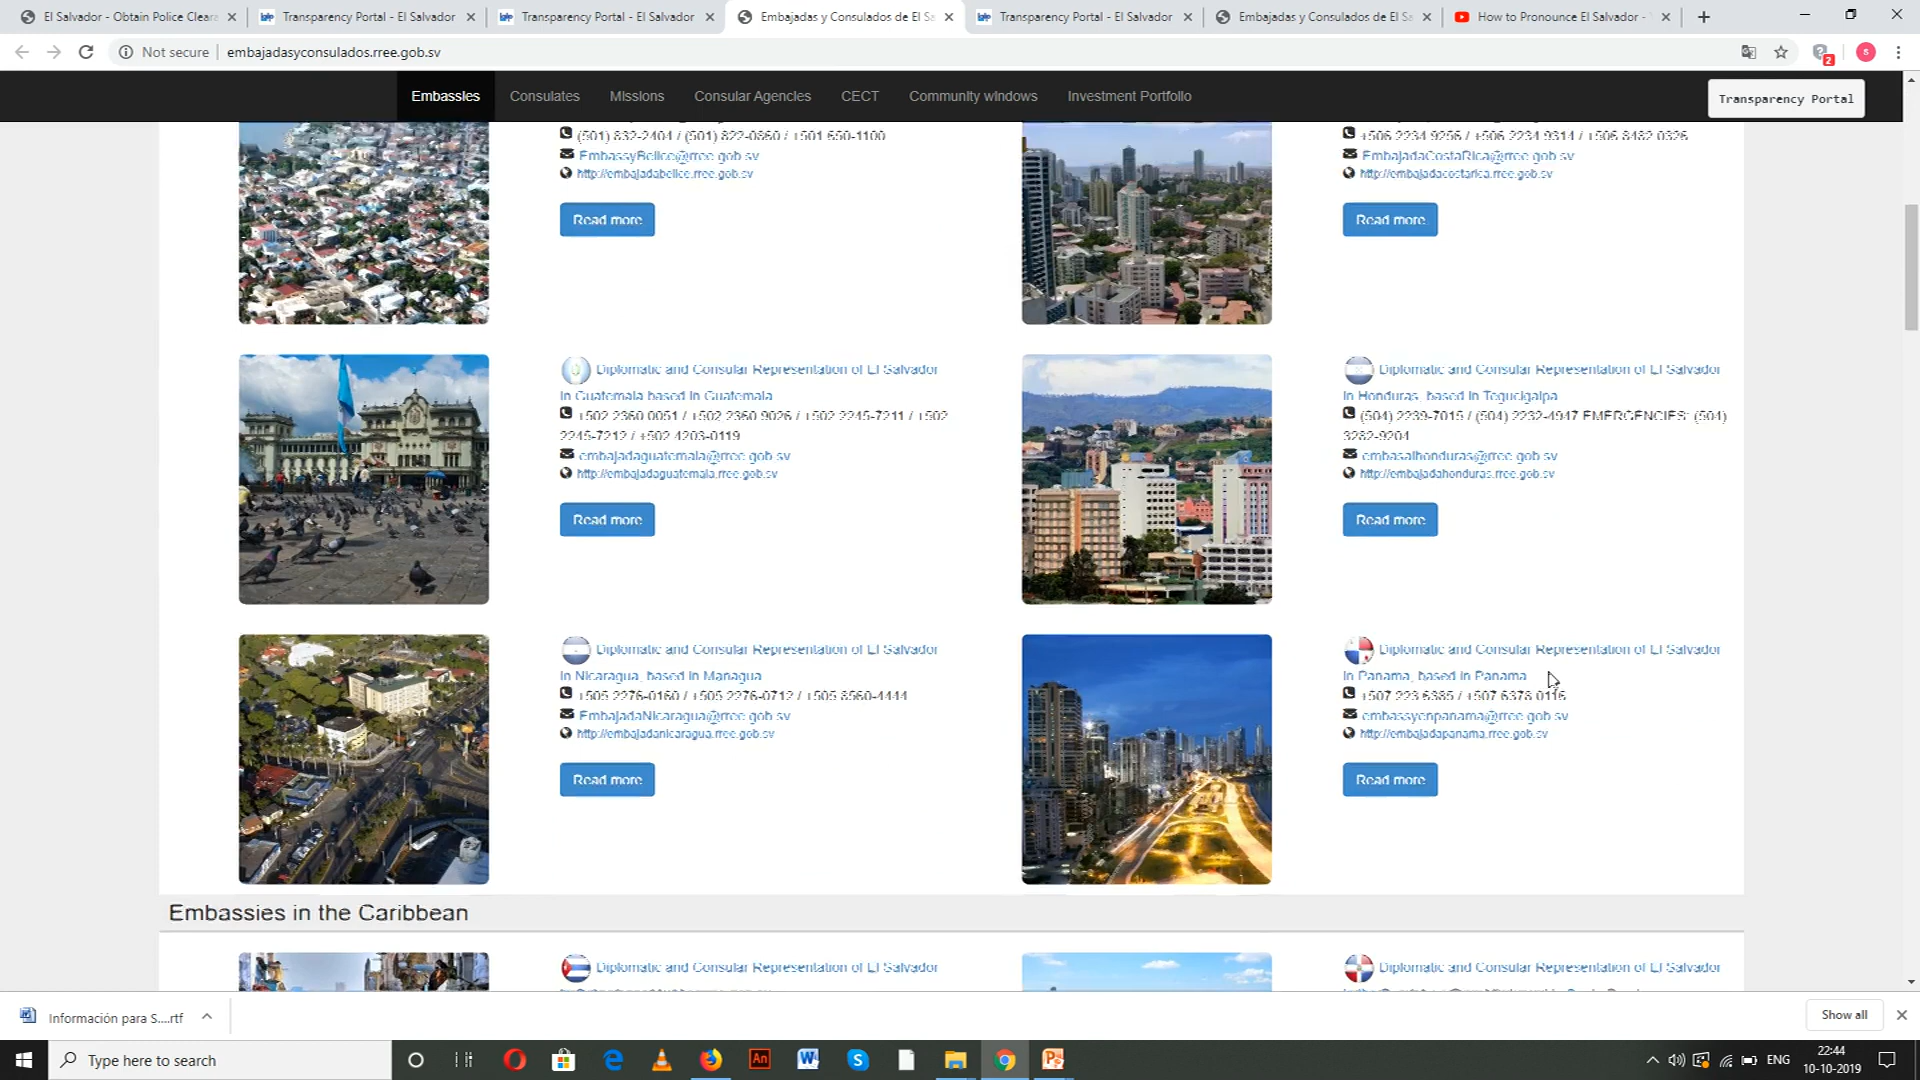 El Salvador - Obtain Police Cleara
Transparency Portal - El Salvador
Transparency Portal - El Salvador
Embajadas y Consulados de El Sa
Transparency Portal - El Salvador
Embajadas y Consulados de El Sa
How to Pronounce El Salvador -
Not secure
embajadasyconsulados.rree.gob.sv
2
s
Embassies
Consulates
Missions
Consular Agencies
CECT
Community windows
Investment Portfolio
Transparency Portal
(501) 832-2404 / (501) 822-0860 / +501 650-1100
EmbassyBelice@rree.gob.sv
http://embajadabelice.rree.gob.sv
Read more
+506 2234 9256 / +506 2234 9314 / +506 8482 0326
EmbajadaCostaRica@rree.gob.sv
http://embajadacostarica.rree.gob.sv
Read more
Diplomatic and Consular Representation of El Salvador
in Guatemala based in Guatemala
+502 2360 0051 / +502 2360 9026 / +502 2245-7211 / +502
2245-7212 / +502 4203-0119
embajadaguatemala@rree.gob.sv
http://embajadaguatemala.rree.gob.sv
Read more
Diplomatic and Consular Representation of El Salvador
in Honduras, based in Tegucigalpa
(504) 2239-7015 / (504) 2232-4947 EMERGENCIES: (504)
3282-9204
embasalhonduras@rree.gob.sv
http://embajadahonduras.rree.gob.sv
Read more
Diplomatic and Consular Representation of El Salvador
in Nicaragua, based in Managua
+505 2276-0160 / +505 2276-0712 / +505 8560-4444
EmbajadaNicaragua@rree.gob.sv
http://embajadanicaragua.rree.gob.sv
Read more
Diplomatic and Consular Representation of El Salvador
in Panama, based in Panama
+507 223 6385 / +507 6378 0116
embassyenpanama@rree.gob.sv
http://embajadapanama.rree.gob.sv
Read more
Embassies in the Caribbean
Diplomatic and Consular Representation of El Salvador
Diplomatic and Consular Representation of El Salvador
Información para S....rtf
Show all
Type here to search
An
ENG
22:44
10-10-2019